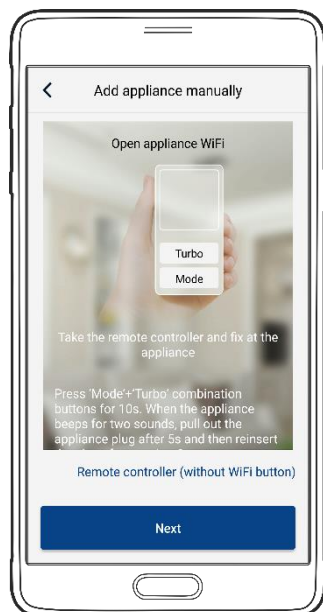 Add appliance manually
Open appliance WiFi
Turbo
Mode
Take the remote controller and fix at the
appliance
Press 'Mode'+'Turbo' combination
buttons for 10s. When the appliance
beeps for two sounds, pull out the
appliance plug after 5s and then reinsert
Remote controller (without WiFi button)
Next